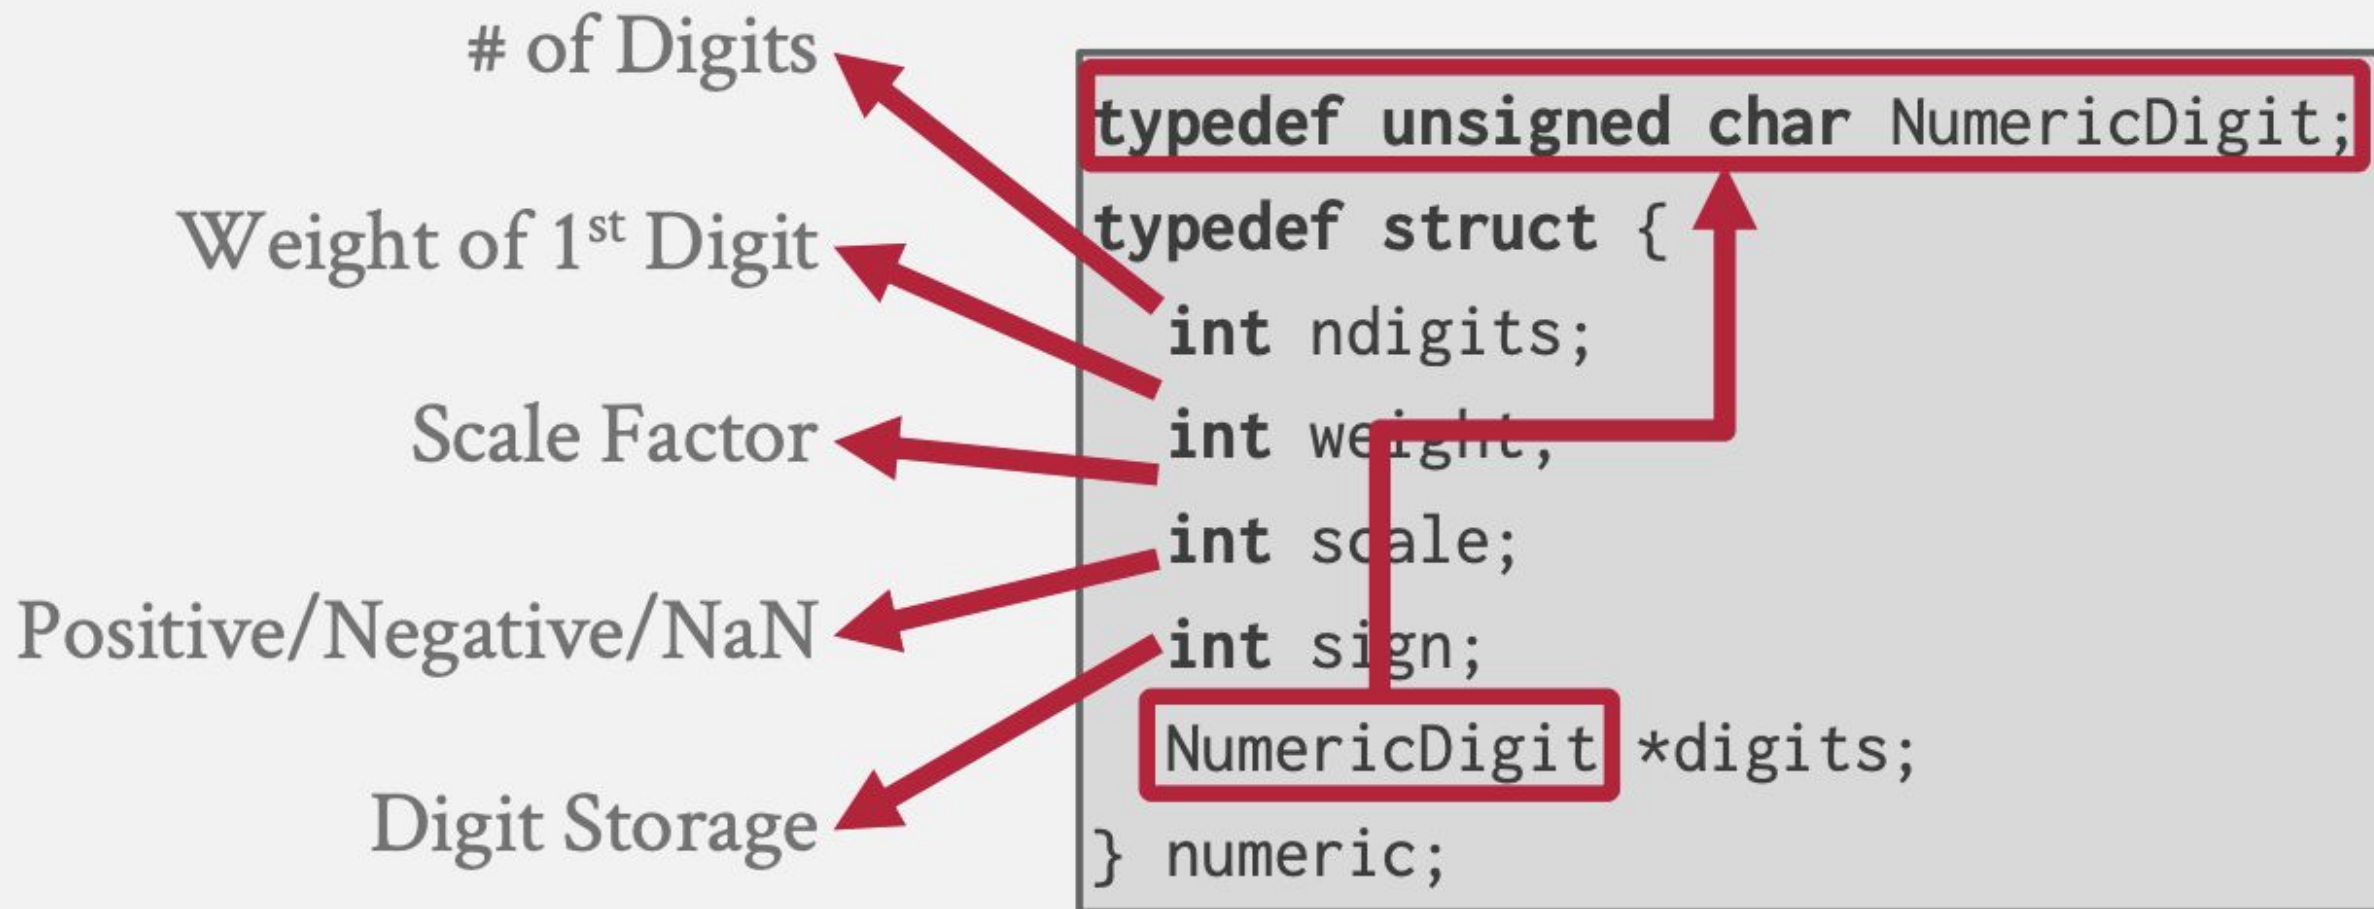 # of Digits
Weight of 1st Digit
Scale Factor
Positive/Negative/NaN
Digit Storage
typedef unsigned char NumericDigit;
typedef struct {
int ndigits;
int weight;
int scale;
int sign;
NumericDigit *digits;
} numeric;